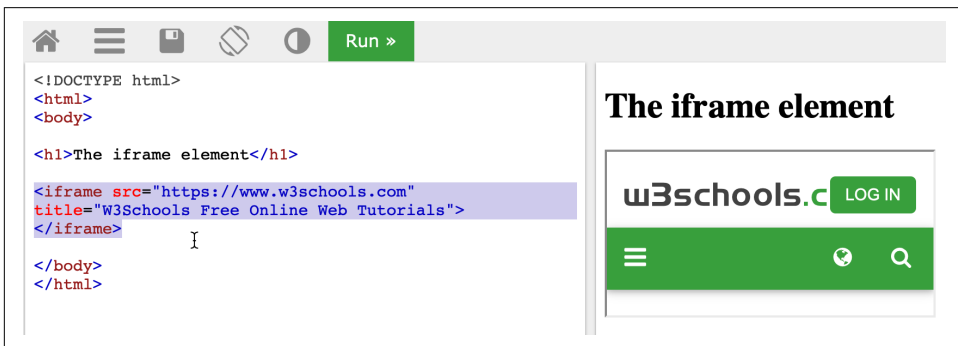 Run »
<!DOCTYPE html>
<html>
<body>
<h1>The iframe element</h1>
<iframe src="https://www.w3schools.com"
title="W3Schools Free Online Web Tutorials">
</iframe>
</body>
</html>
The iframe element
w3schools.c LOG IN